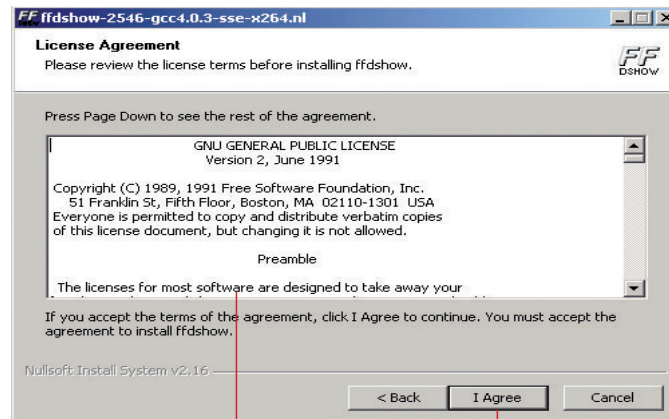 FF ffdshow-2546-gcc4.0.3-sse-x264.nl
License Agreement
Please review the license terms before installing ffdshow.
FF
DSHOW
Press Page Down to see the rest of the agreement.
GNU GENERAL PUBLIC LICENSE
Version 2, June 1991
Copyright (C) 1989, 1991 Free Software Foundation, Inc.
51 Franklin St, Fifth Floor, Boston, MA 02110-1301 USA
Everyone is permitted to copy and distribute verbatim copies
of this license document, but changing it is not allowed.
Preamble
The licenses for most software are designed to take away your
If you accept the terms of the agreement, click I Agree to continue. You must accept the
agreement to install ffdshow.
Nullsoft Install System v2.16
< Back
I Agree
Cancel